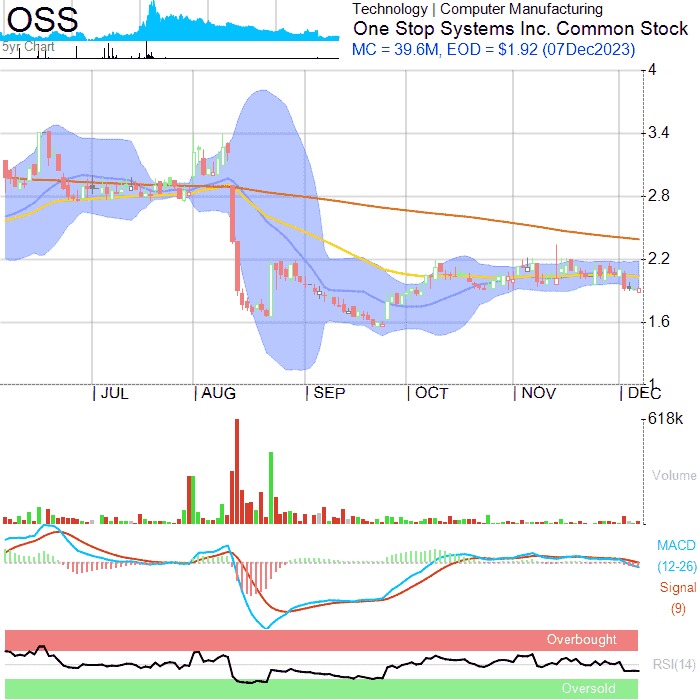 OSS
5yr Chart
Technology | Computer Manufacturing
One Stop Systems Inc. Common Stock
MC = 39.6M, EOD = $1.92 (07Dec2023)
4
3.4
2.8
2.2
1.6
1
JUL AUG SEP OCT NOV DEC
618k
Volume
MACD
(12-26)
Signal
(9)
Overbought
RSI(14)
Oversold